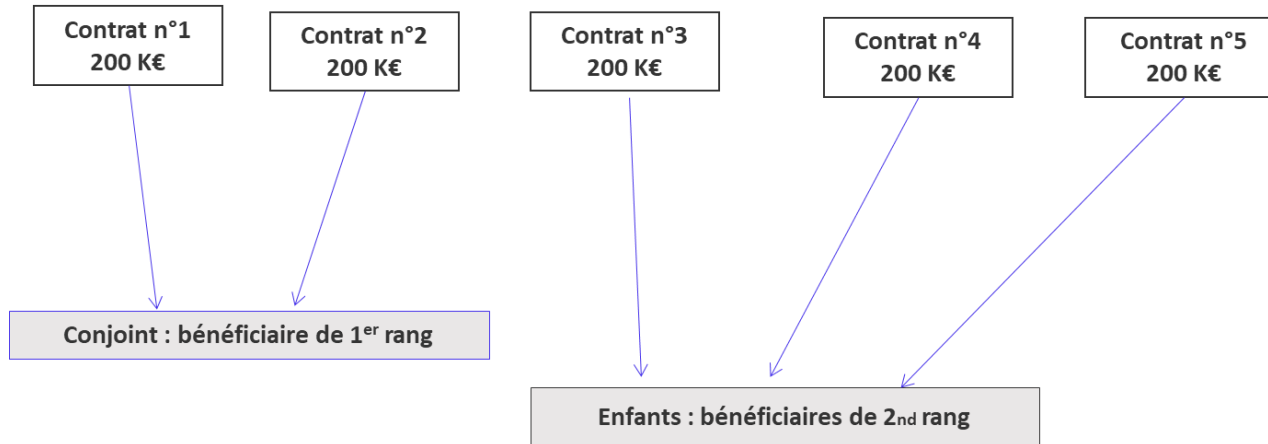 Contrat n°1
200 K€
Contrat n°2
200 K€
Contrat n°3
200 K€
Contrat n°4
200 K€
Contrat n°5
200 K€
Conjoint : bénéficiaire de 1er rang
Enfants : bénéficiaires de 2nd rang